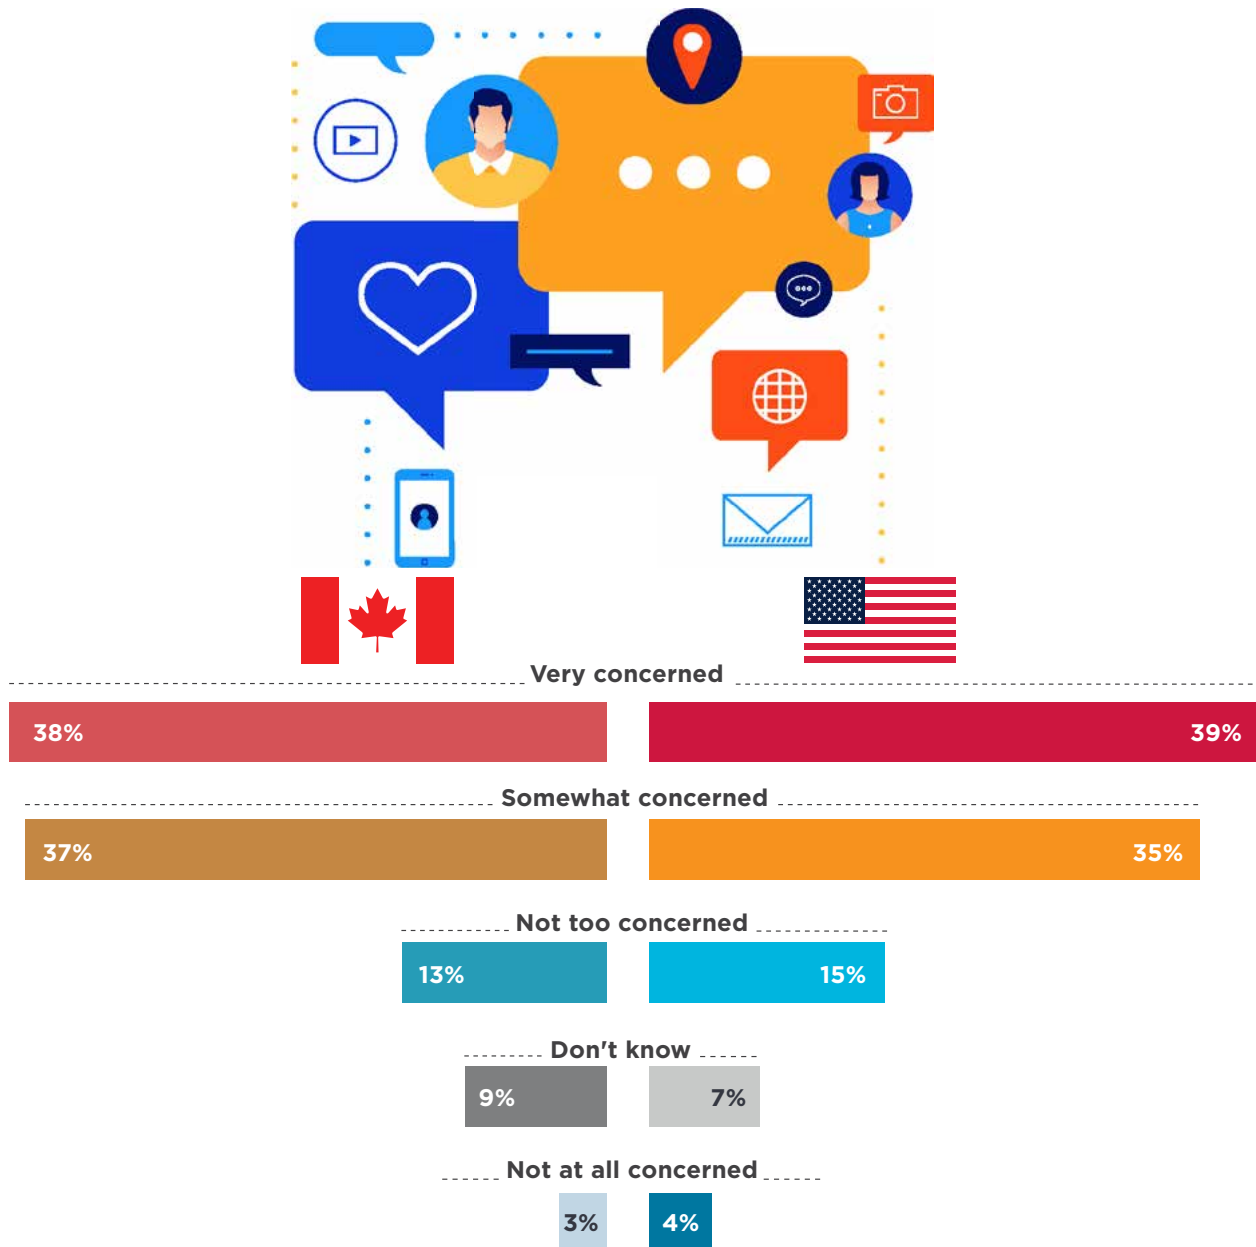 Very concerned
38%
39%
Somewhat concerned
37%
35%
Not too concerned
13%
15%
Don't know
9%
7%
Not at all concerned
3%
4%